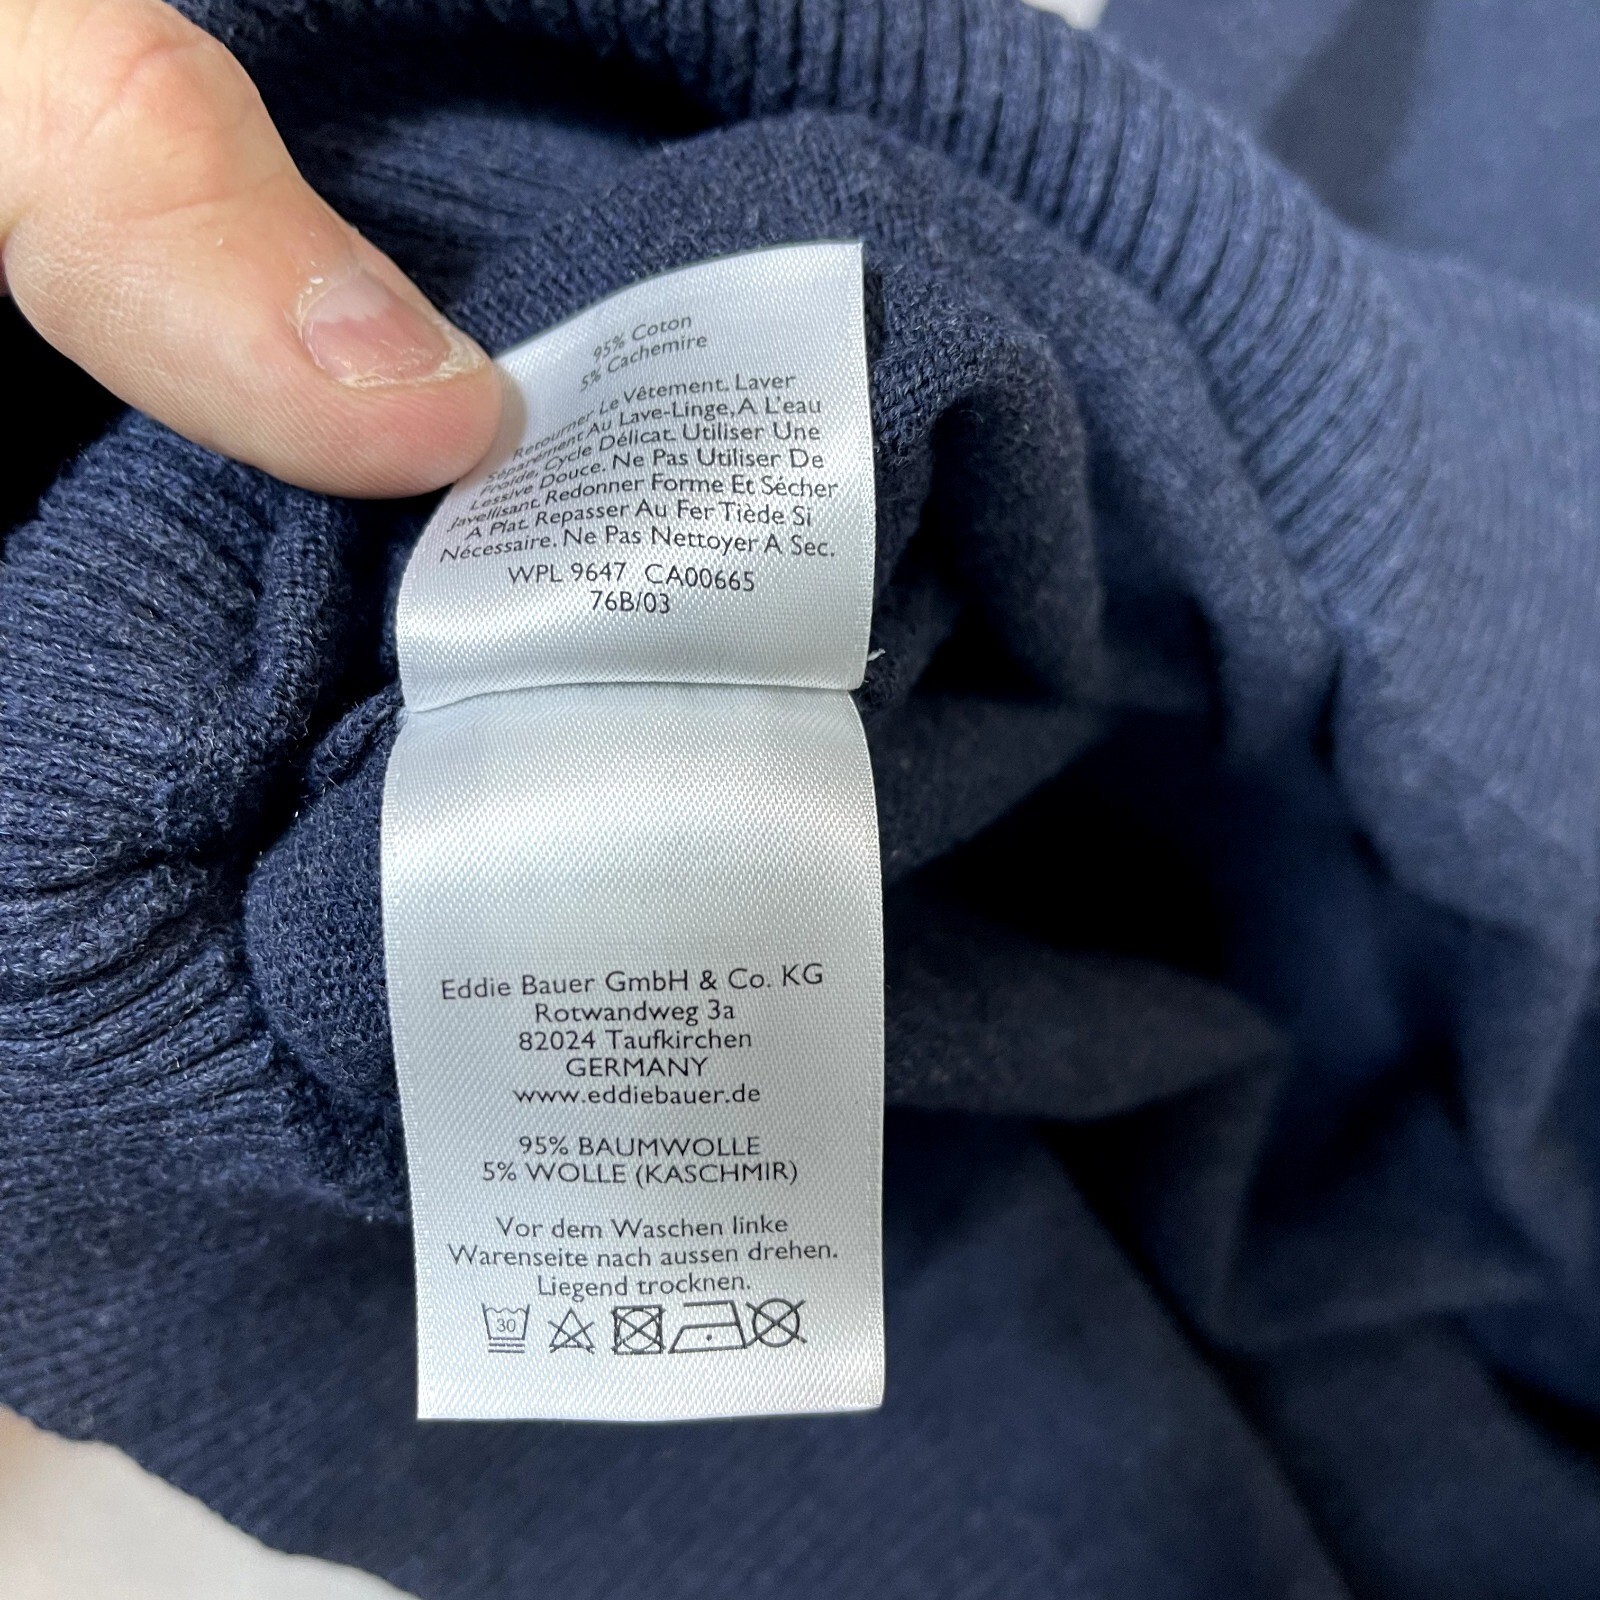 95% Coton
5% Cachemire
Retourner Le Vêtement. Laver
Séparément Au Lave-Linge, A L'eau
Froide, Cycle Délicat. Utiliser Une
Lessive Douce. Ne Pas Utiliser De
Javellisant. Redonner Forme Et Sécher
A Plat. Repasser Au Fer Tiède Si
Nécessaire. Ne Pas Nettoyer A Sec.
WPL 9647 CA00665
76B/03
Eddie Bauer GmbH & Co. KG
Rotwandweg 3a
82024 Taufkirchen
GERMANY
www.eddiebauer.de
95% BAUMWOLLE
5% WOLLE (KASCHMIR)
Vor dem Waschen linke
Warenseite nach aussen drehen.
Liegend trocknen.
30